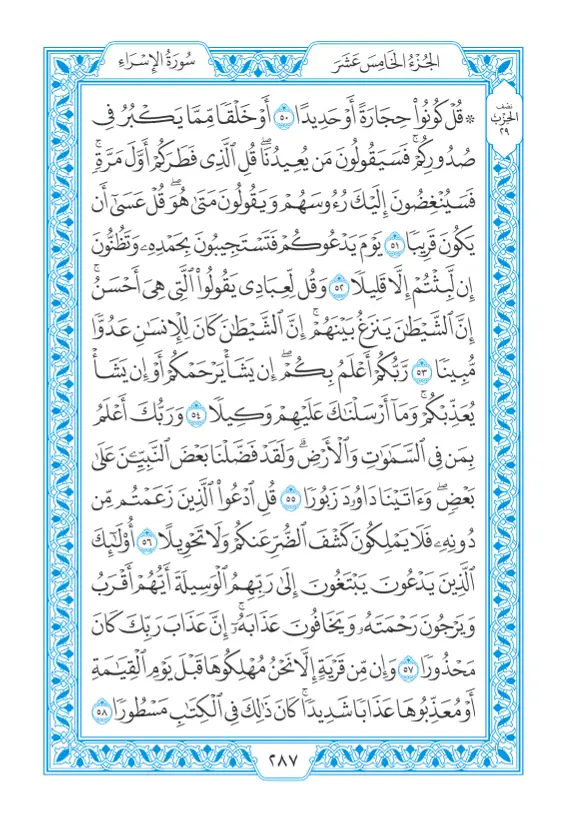 سُورَةُ الإِسْرَاءِ
الجُزْءُ الخَامِسَ عَشَرَ
نصْف
الحِزْب
٢٩
* قُلْ كُونُواْ حِجَارَةً أَوْ حَدِيدًا ٥٠ أَوْ خَلْقٗا مِّمَّا يَكْبُرُ فِي
صُدُورِكُمْۚ فَسَيَقُولُونَ مَن يُعِيدُنَاۖ قُلِ ٱلَّذِي فَطَرَكُمْ أَوَّلَ مَرَّةٖۚ
فَسَيُنْغِضُونَ إِلَيْكَ رُءُوسَهُمْ وَيَقُولُونَ مَتَىٰ هُوَۖ قُلْ عَسَىٰٓ أَن
يَكُونَ قَرِيبٗا ٥١ يَوْمَ يَدْعُوكُمْ فَتَسْتَجِيبُونَ بِحَمْدِهِۦ وَتَظُنُّونَ
إِن لَّبِثْتُمْ إِلَّا قَلِيلٗا ٥٢ وَقُل لِّعِبَادِي يَقُولُواْ ٱلَّتِي هِيَ أَحْسَنُۚ
إِنَّ ٱلشَّيْطَٰنَ يَنزَغُ بَيْنَهُمْۚ إِنَّ ٱلشَّيْطَٰنَ كَانَ لِلْإِنسَٰنِ عَدُوّٗا
مُّبِينٗا ٥٣ رَّبُّكُمْ أَعْلَمُ بِكُمْۖ إِن يَشَأْ يَرْحَمْكُمْ أَوْ إِن يَشَأْ
يُعَذِّبْكُمْۚ وَمَآ أَرْسَلْنَٰكَ عَلَيْهِمْ وَكِيلٗا ٥٤ وَرَبُّكَ أَعْلَمُ
بِمَن فِي ٱلسَّمَٰوَٰتِ وَٱلْأَرْضِۗ وَلَقَدْ فَضَّلْنَا بَعْضَ ٱلنَّبِيِّـۧنَ عَلَىٰ
بَعْضٖۖ وَءَاتَيْنَا دَاوُۥدَ زَبُورٗا ٥٥ قُلِ ٱدْعُواْ ٱلَّذِينَ زَعَمْتُم مِّن
دُونِهِۦ فَلَا يَمْلِكُونَ كَشْفَ ٱلضُّرِّ عَنكُمْ وَلَا تَحْوِيلًا ٥٦ أُوْلَٰٓئِكَ
ٱلَّذِينَ يَدْعُونَ يَبْتَغُونَ إِلَىٰ رَبِّهِمُ ٱلْوَسِيلَةَ أَيُّهُمْ أَقْرَبُ
وَيَرْجُونَ رَحْمَتَهُۥ وَيَخَافُونَ عَذَابَهُۥٓۚ إِنَّ عَذَابَ رَبِّكَ كَانَ
مَحْذُورٗا ٥٧ وَإِن مِّن قَرْيَةٍ إِلَّا نَحْنُ مُهْلِكُوهَا قَبْلَ يَوْمِ ٱلْقِيَٰمَةِ
أَوْ مُعَذِّبُوهَا عَذَابٗا شَدِيدٗاۚ كَانَ ذَٰلِكَ فِي ٱلْكِتَٰبِ مَسْطُورٗا ٥٨
٢٨٧